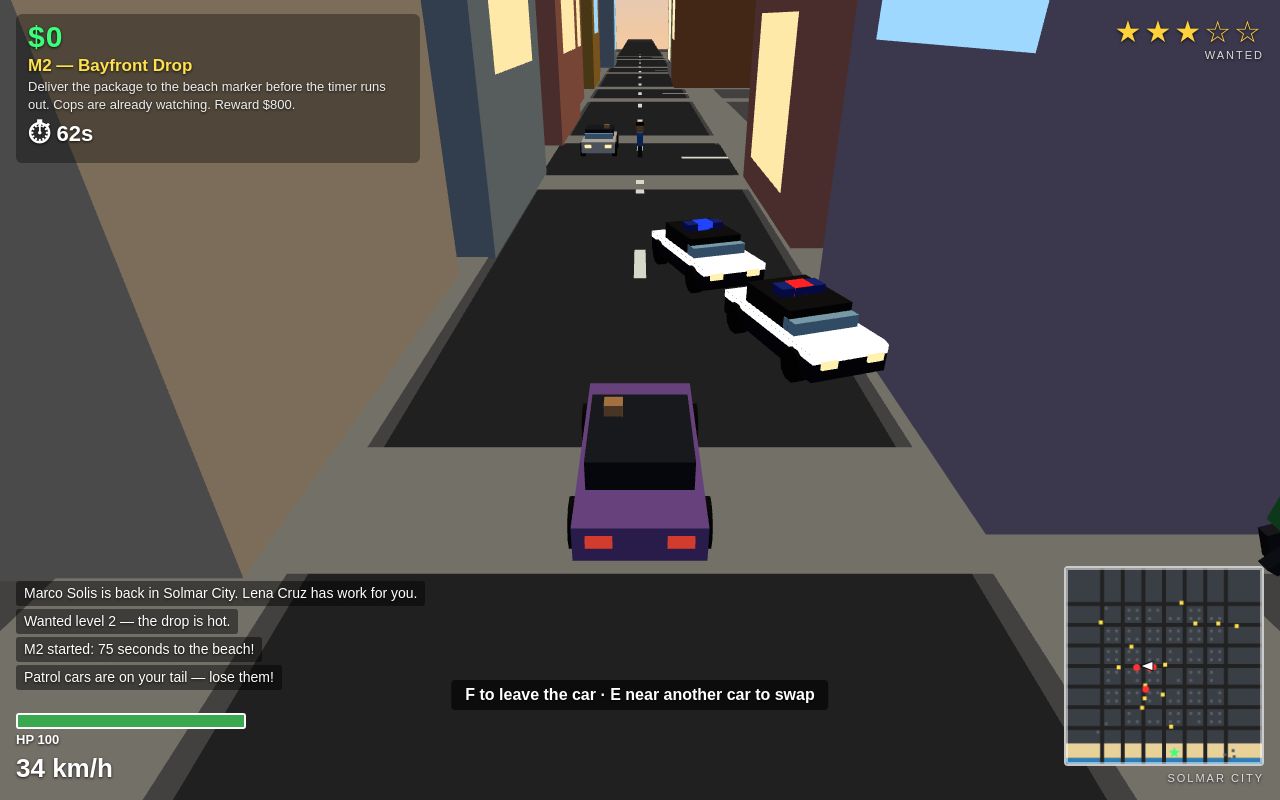 $0
M2 — Bayfront Drop
Deliver the package to the beach marker before the timer runs
out. Cops are already watching. Reward $800.
⏱ 62s
★★★☆☆
WANTED
Marco Solis is back in Solmar City. Lena Cruz has work for you.
Wanted level 2 — the drop is hot.
M2 started: 75 seconds to the beach!
Patrol cars are on your tail — lose them!
F to leave the car · E near another car to swap
HP 100
34 km/h
SOLMAR CITY